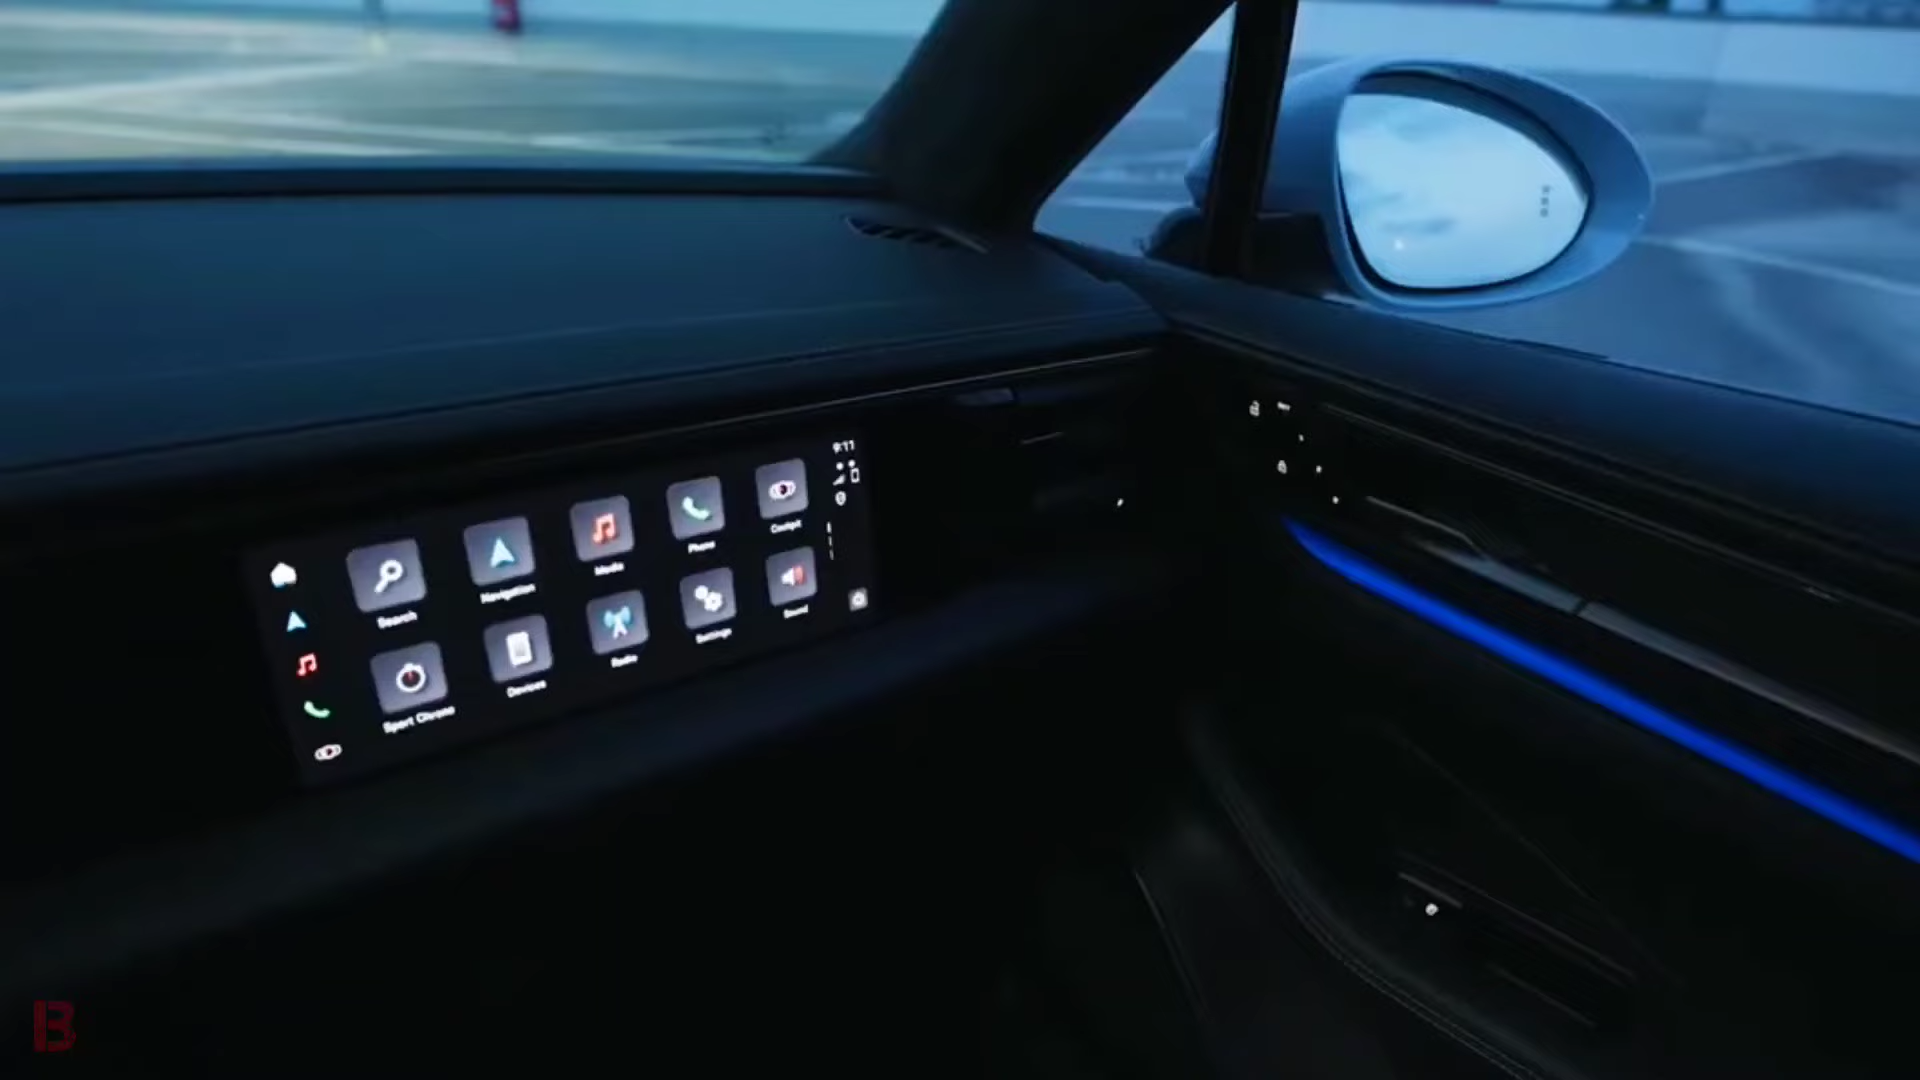 9:11
Search
Navigation
Media
Phone
Cockpit
Sport Chrono
Devices
Radio
Settings
Sound
B